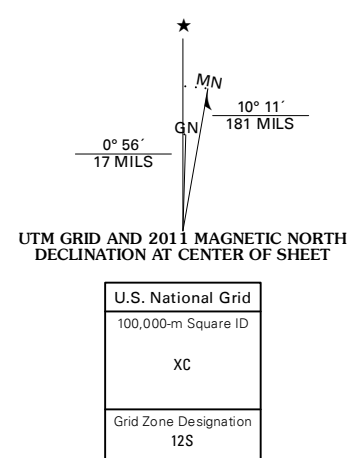 ★
MN
GN
10° 11´
181 MILS
0° 56´
17 MILS
UTM GRID AND 2011 MAGNETIC NORTH
DECLINATION AT CENTER OF SHEET
U.S. National Grid
100,000-m Square ID
XC
Grid Zone Designation
12S